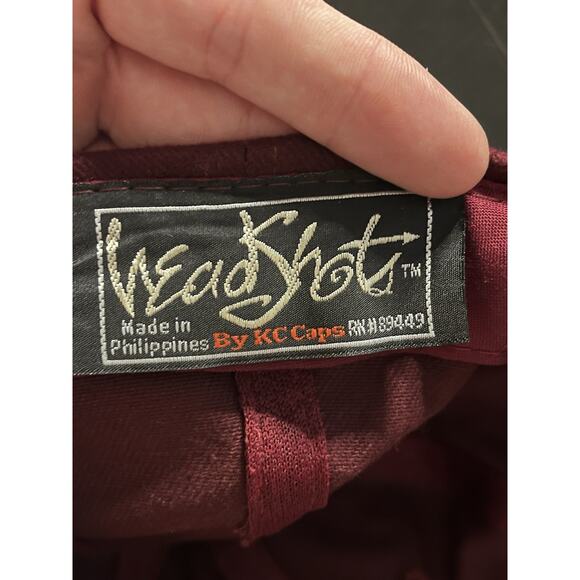 HeadShots™
Made in
Philippines By KC Caps RN#89449